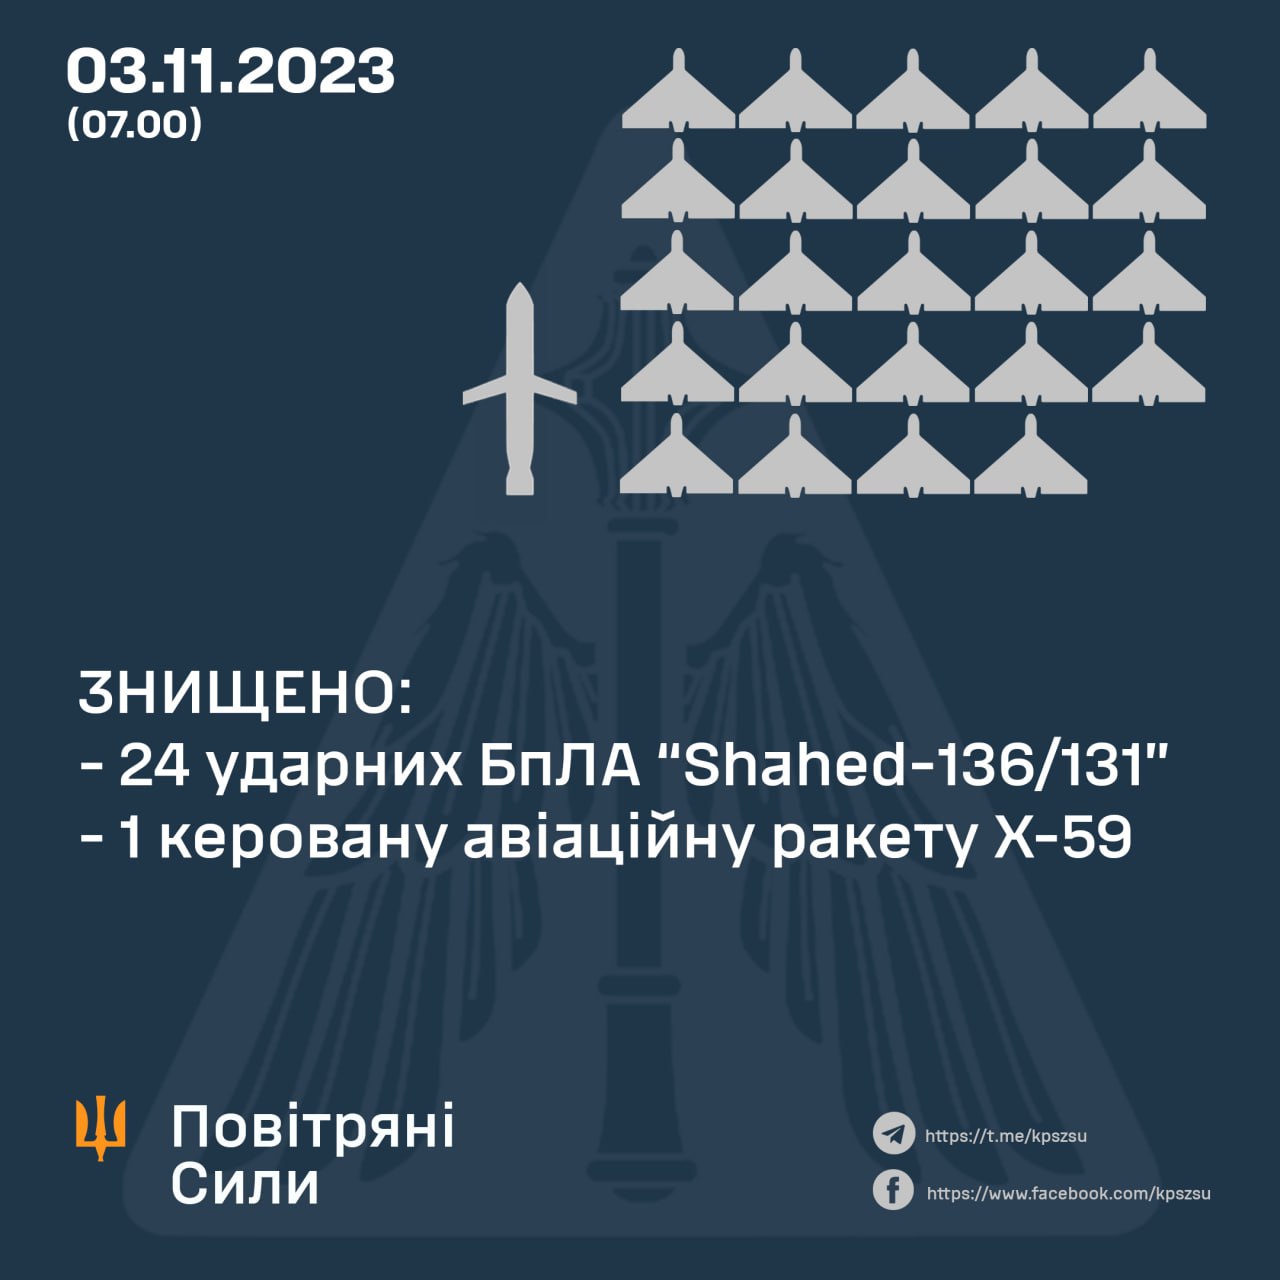 03.11.2023
(07.00)
ЗНИЩЕНО:
- 24 ударних БпЛА “Shahed-136/131”
- 1 керовану авіаційну ракету Х-59
Повітряні
Сили
https://t.me/kpszsu
https://www.facebook.com/kpszsu